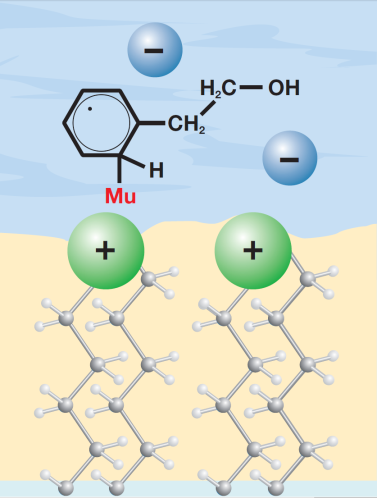 −
H₂C — OH
CH₂
−
H
Mu
+ +